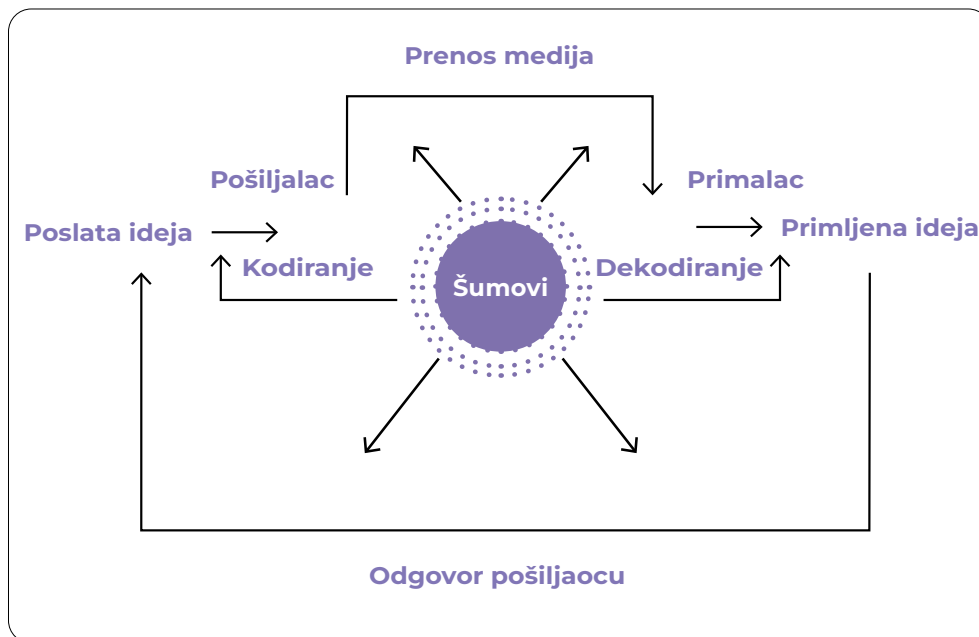 Prenos medija
Pošiljalac
Primalac
Poslata ideja
Primljena ideja
Kodiranje
Šumovi
Dekodiranje
Odgovor pošiljaocu